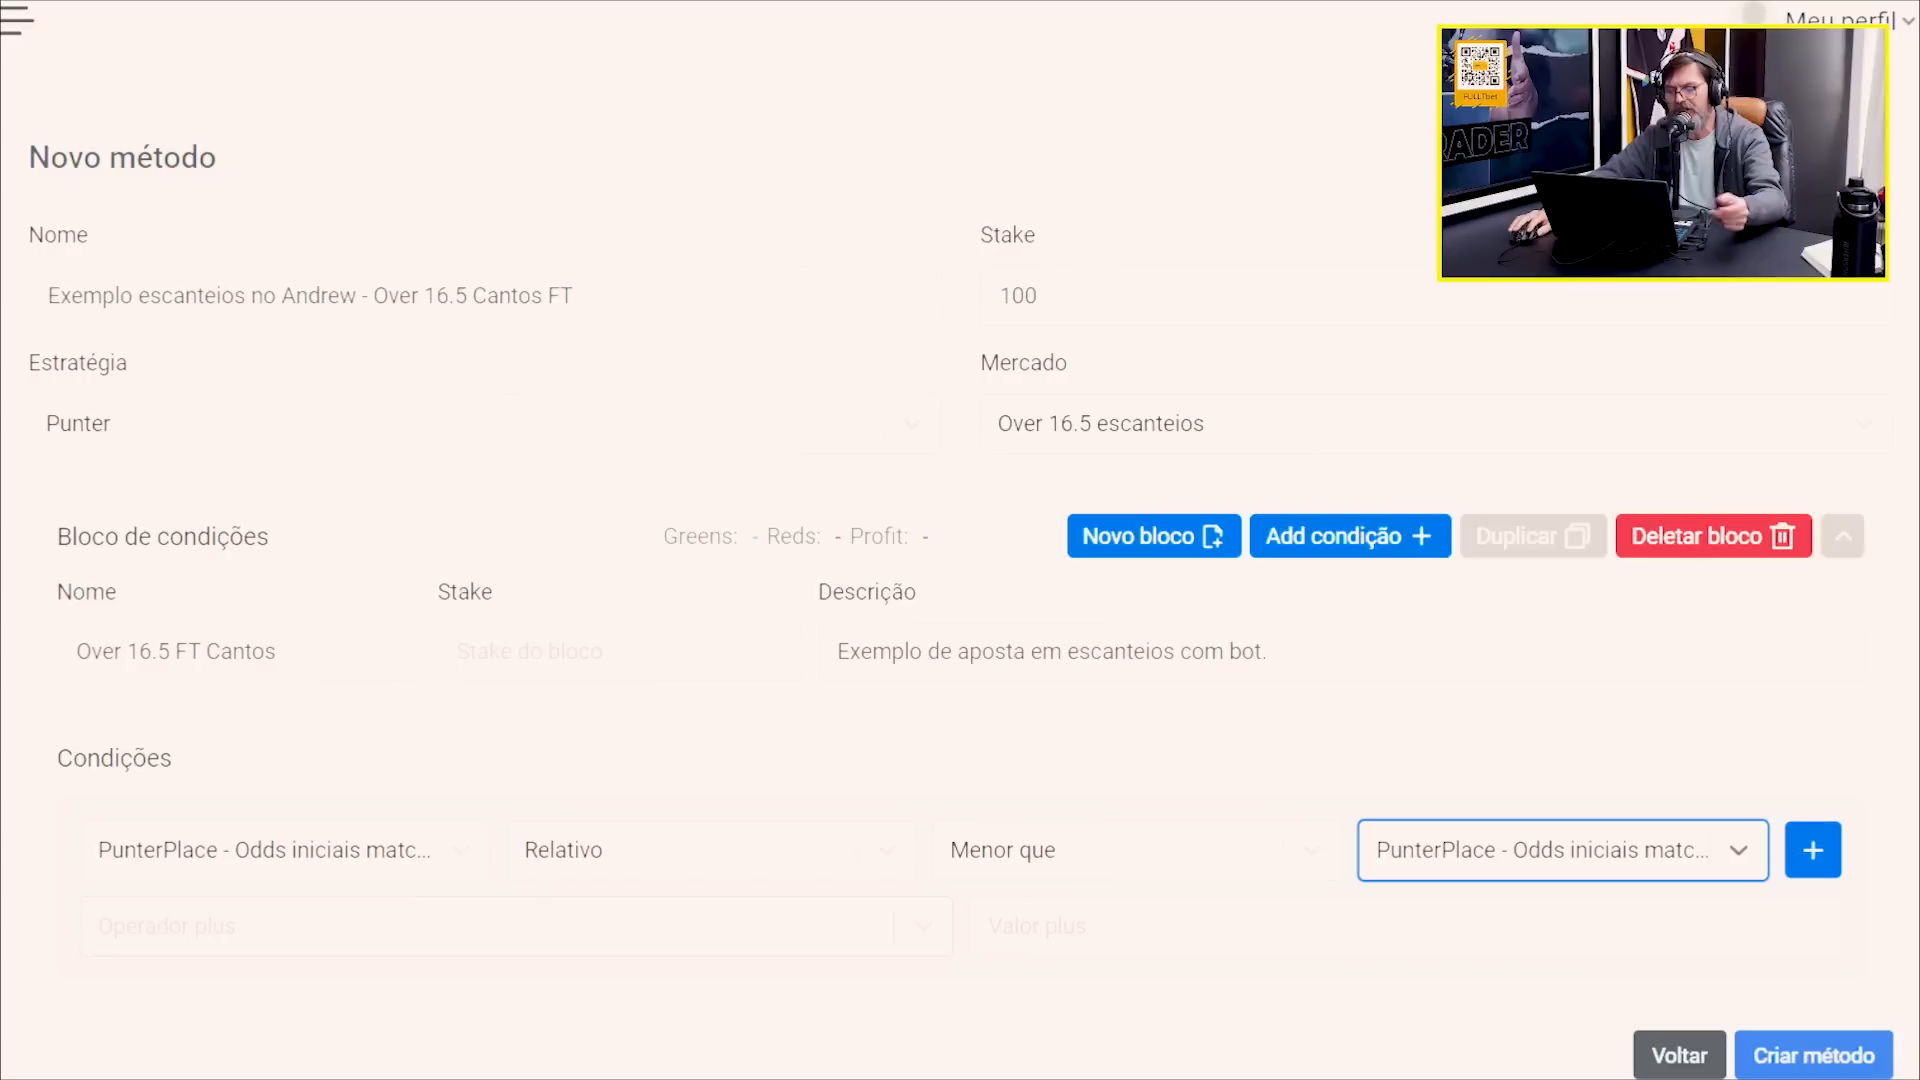 Meu perfil
FULLTbet
RADER
Novo método
Nome
Stake
Exemplo escanteios no Andrew - Over 16.5 Cantos FT
100
Estratégia
Mercado
Punter
Over 16.5 escanteios
Bloco de condições
Greens: - Reds: - Profit: -
Novo bloco
Add condição +
Duplicar
Deletar bloco
Nome
Stake
Descrição
Over 16.5 FT Cantos
Stake do bloco
Exemplo de aposta em escanteios com bot.
Condições
PunterPlace - Odds iniciais matc...
Relativo
Menor que
PunterPlace - Odds iniciais matc...
+
Operador plus
Valor plus
Voltar
Criar método